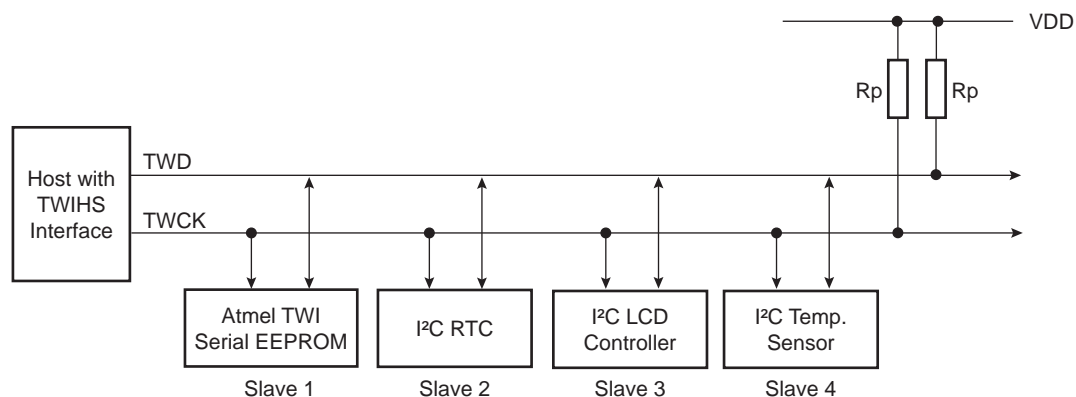 VDD
Rp
Rp
Host with
TWIHS
Interface
TWD
TWCK
Atmel TWI
Serial EEPROM
Slave 1
I²C RTC
Slave 2
I²C LCD
Controller
Slave 3
I²C Temp.
Sensor
Slave 4